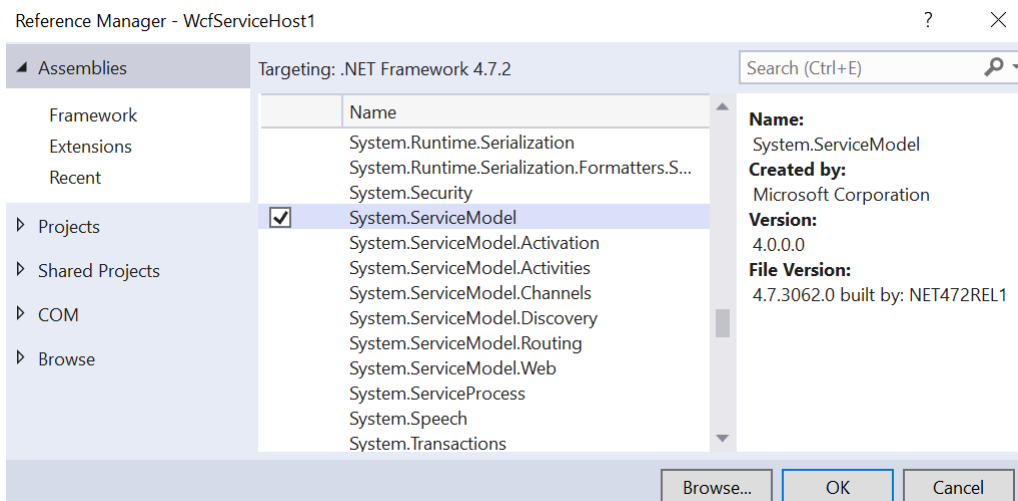 Reference Manager - WcfServiceHost1
?
Assemblies
Framework
Extensions
Recent
Projects
Shared Projects
COM
Browse
Targeting: .NET Framework 4.7.2
Name
System.Runtime.Serialization
System.Runtime.Serialization.Formatters.S...
System.Security
System.ServiceModel
System.ServiceModel.Activation
System.ServiceModel.Activities
System.ServiceModel.Channels
System.ServiceModel.Discovery
System.ServiceModel.Routing
System.ServiceModel.Web
System.ServiceProcess
System.Speech
System.Transactions
Search (Ctrl+E)
Name:
System.ServiceModel
Created by:
Microsoft Corporation
Version:
4.0.0.0
File Version:
4.7.3062.0 built by: NET472REL1
Browse...
OK
Cancel